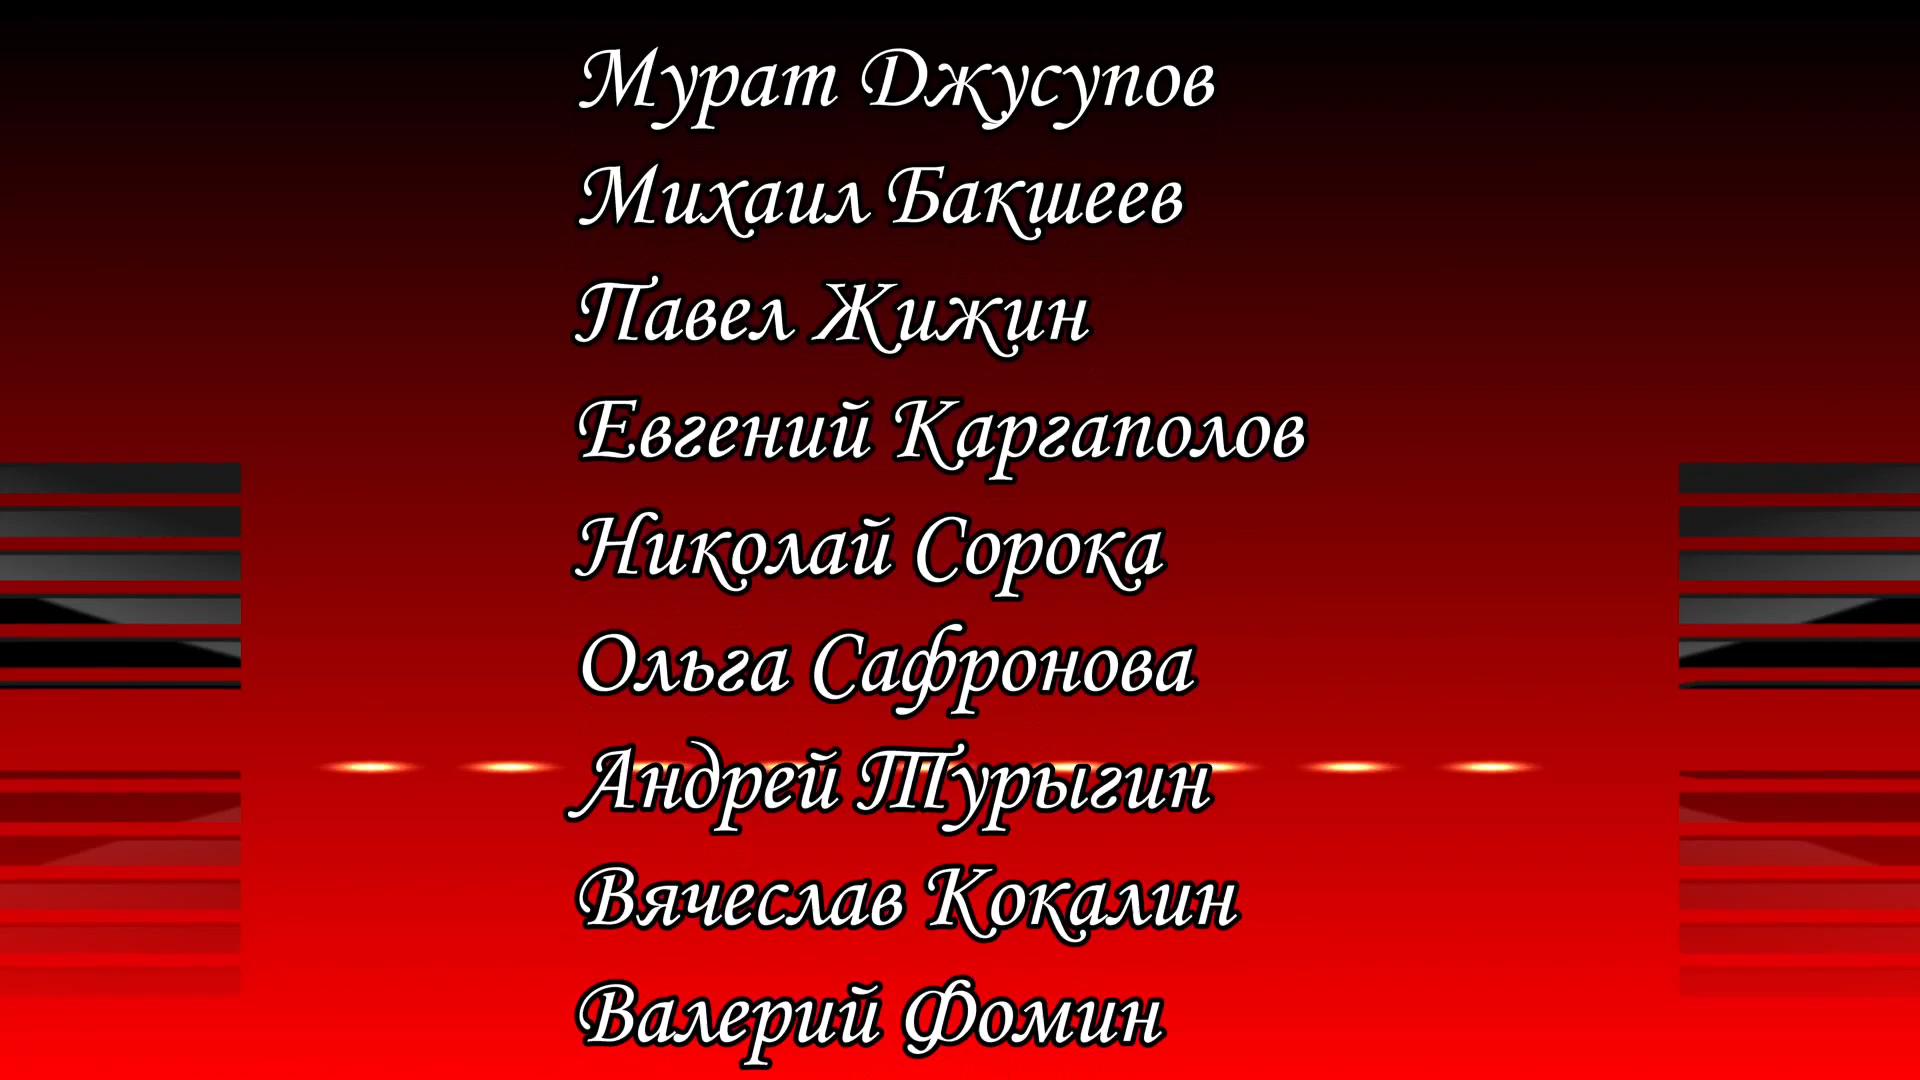 Мурат Джусупов
Михаил Бакшеев
Павел Жижин
Евгений Каргаполов
Николай Сорока
Ольга Сафронова
Андрей Турыгин
Вячеслав Кокалин
Валерий Фомин